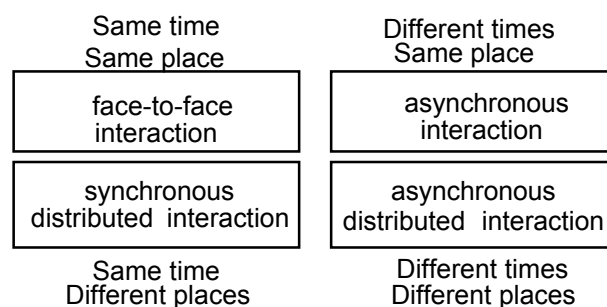 Same time
Same place
Different times
Same place
face-to-face
interaction
asynchronous
interaction
synchronous
distributed interaction
asynchronous
distributed interaction
Same time
Different places
Different times
Different places